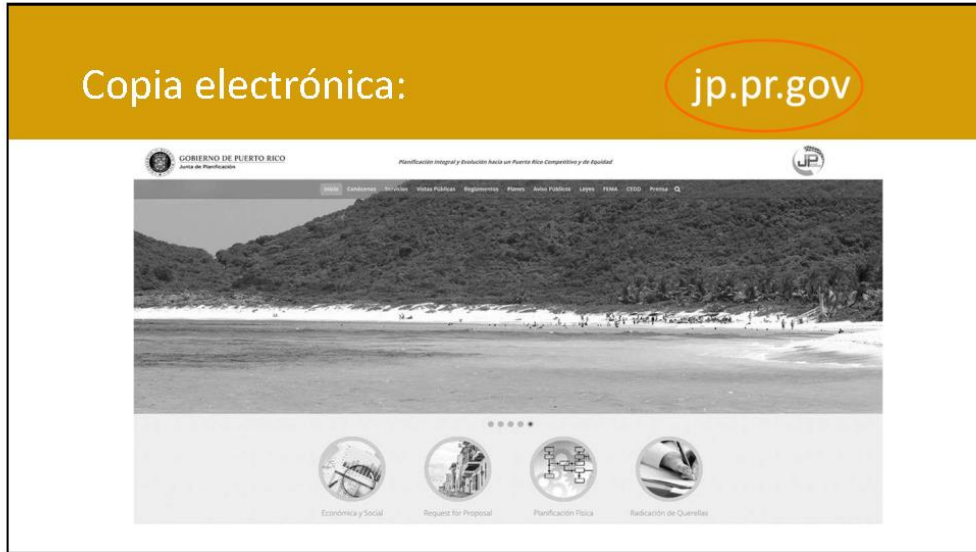 Copia electrónica:
jp.pr.gov
GOBIERNO DE PUERTO RICO
Junta de Planificación
Planificación Integral y Evolución hacia un Puerto Rico Competitivo y de Equidad
JP
Inicio Conócenos Servicios Vistas Públicas Reglamentos Planes Aviso Públicos Leyes FEMA CEDD Prensa
Económica y Social
Request for Proposal
Planificación Física
Radicación de Querellas